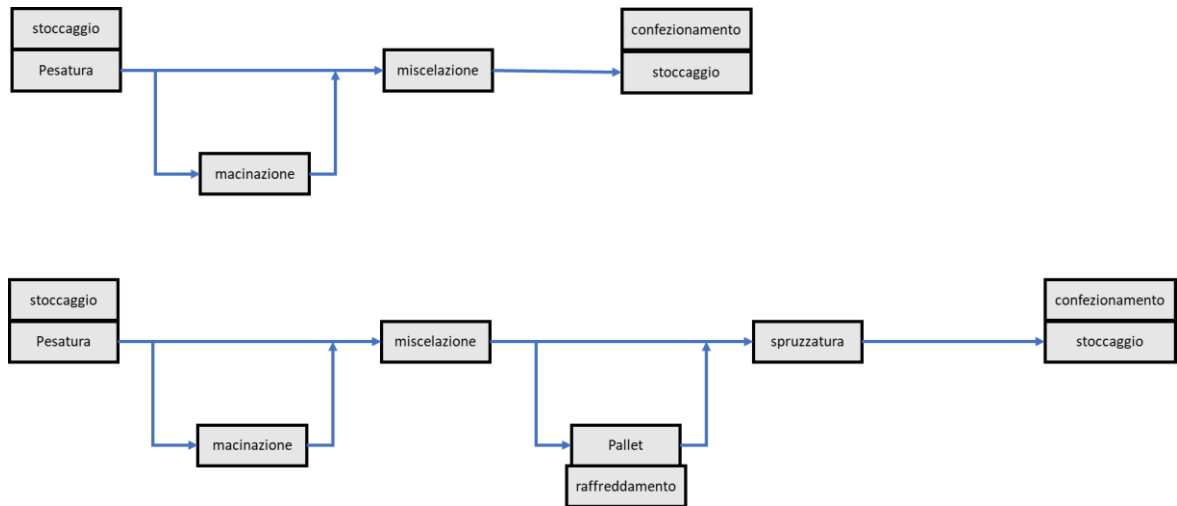 stoccaggio
Pesatura
macinazione
miscelazione
confezionamento
stoccaggio
stoccaggio
Pesatura
macinazione
miscelazione
Pallet
raffreddamento
spruzzatura
confezionamento
stoccaggio